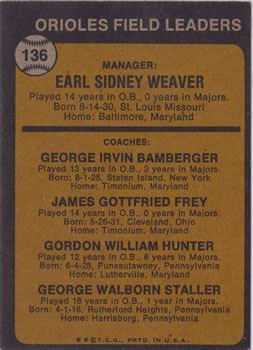 ORIOLES FIELD LEADERS
136
MANAGER:
EARL SIDNEY WEAVER
Played 14 years in O.B., 0 years in Majors.
Born: 8-14-30, St. Louis Missouri
Home: Baltimore, Maryland
COACHES:
GEORGE IRVIN BAMBERGER
Played 13 years in O.B., 3 years in Majors.
Born: 8-1-25, Staten Island, New York
Home: Timonium, Maryland
JAMES GOTTFRIED FREY
Played 14 years in O.B., 0 years in Majors.
Born: 5-26-31, Cleveland, Ohio
Home: Timonium, Maryland
GORDON WILLIAM HUNTER
Played 12 years in O.B., 6 years in Majors.
Born: 6-4-28, Punxsutawney, Pennsylvania
Home: Lutherville, Maryland
GEORGE WALBORN STALLER
Played 18 years in O.B., 1 year in Majors.
Born: 4-1-16, Rutherford Heights, Pennsylvania
Home: Harrisburg, Pennsylvania
★★© T.C.G., PRTD. IN U.S.A.